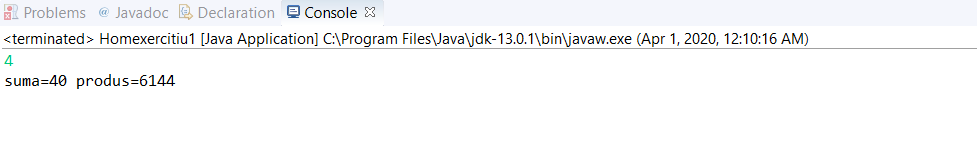 Problems @ Javadoc Declaration Console
<terminated> Homexercitiu1 [Java Application] C:\Program Files\Java\jdk-13.0.1\bin\javaw.exe (Apr 1, 2020, 12:10:16 AM)
4
suma=40 produs=6144